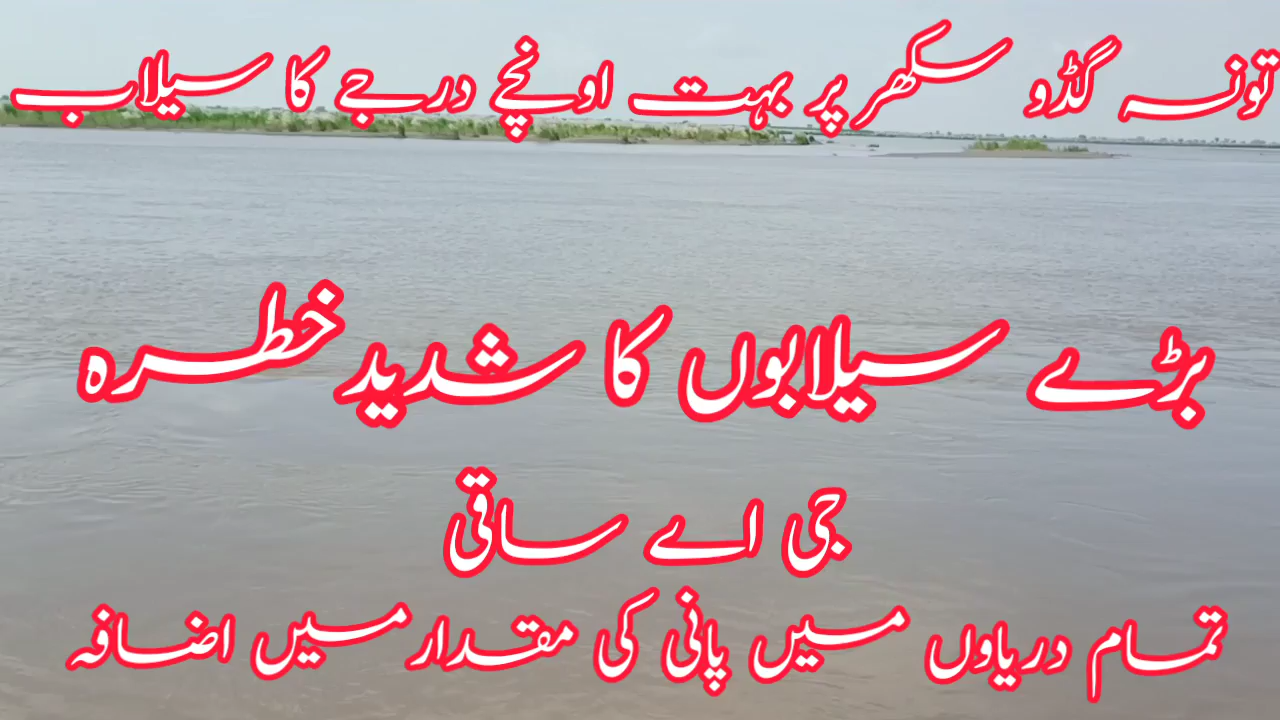 تونسہ گڈو سکھر پر بہت اونچے درجے کا سیلاب
بڑے سیلابوں کا شدید خطرہ
جی اے ساقی
تمام دریاوں میں پانی کی مقدار میں اضافہ